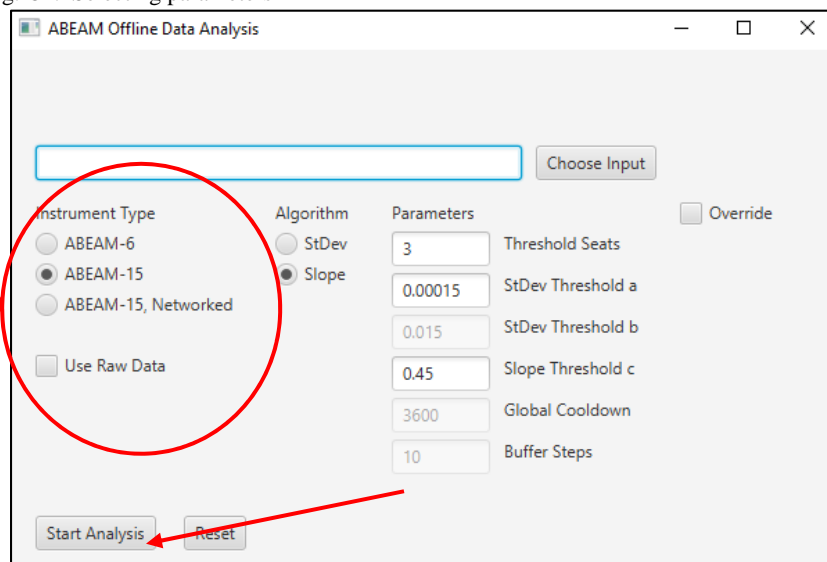 ABEAM Offline Data Analysis
Choose Input
Instrument Type
ABEAM-6
ABEAM-15
ABEAM-15, Networked
Use Raw Data
Algorithm
StDev
Slope
Parameters
3 Threshold Seats
0.00015 StDev Threshold a
0.015 StDev Threshold b
0.45 Slope Threshold c
3600 Global Cooldown
10 Buffer Steps
Override
Start Analysis Reset